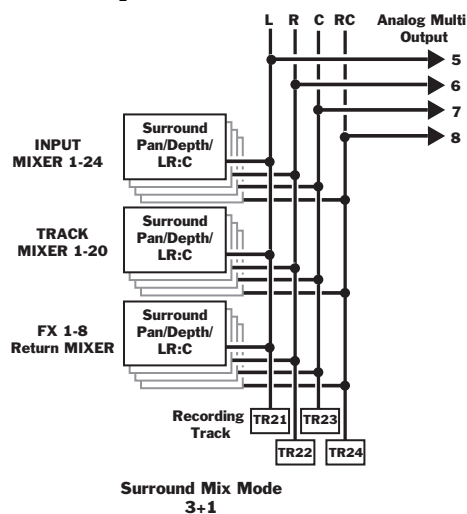 L R C RC
Analog Multi
Output
5
6
7
8
INPUT
MIXER 1-24
Surround
Pan/Depth/
LR:C
TRACK
MIXER 1-20
Surround
Pan/Depth/
LR:C
FX 1-8
Return MIXER
Surround
Pan/Depth/
LR:C
Recording
Track
TR21
TR23
TR22
TR24
Surround Mix Mode
3+1